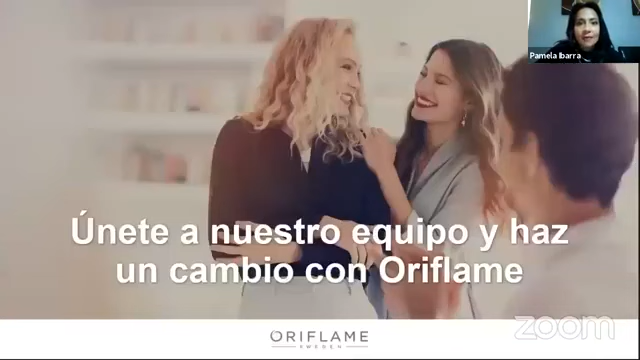 Pamela Ibarra
Únete a nuestro equipo y haz
un cambio con Oriflame
ORIFLAME
SWEDEN
zoom